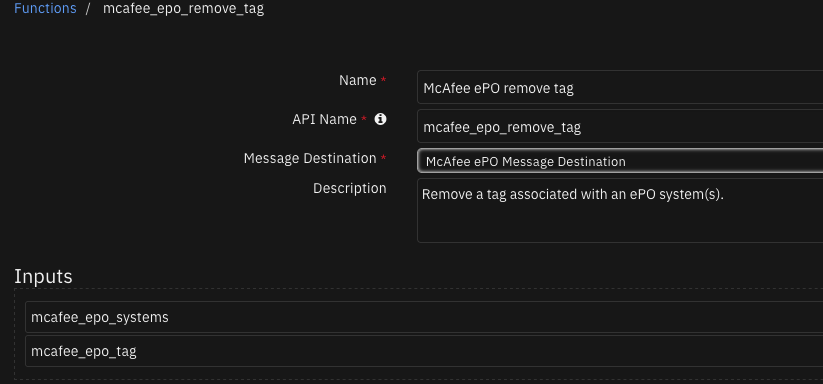 Functions / mcafee_epo_remove_tag
Name * McAfee ePO remove tag
API Name * mcafee_epo_remove_tag
Message Destination * McAfee ePO Message Destination
Description Remove a tag associated with an ePO system(s).
Inputs
mcafee_epo_systems
mcafee_epo_tag